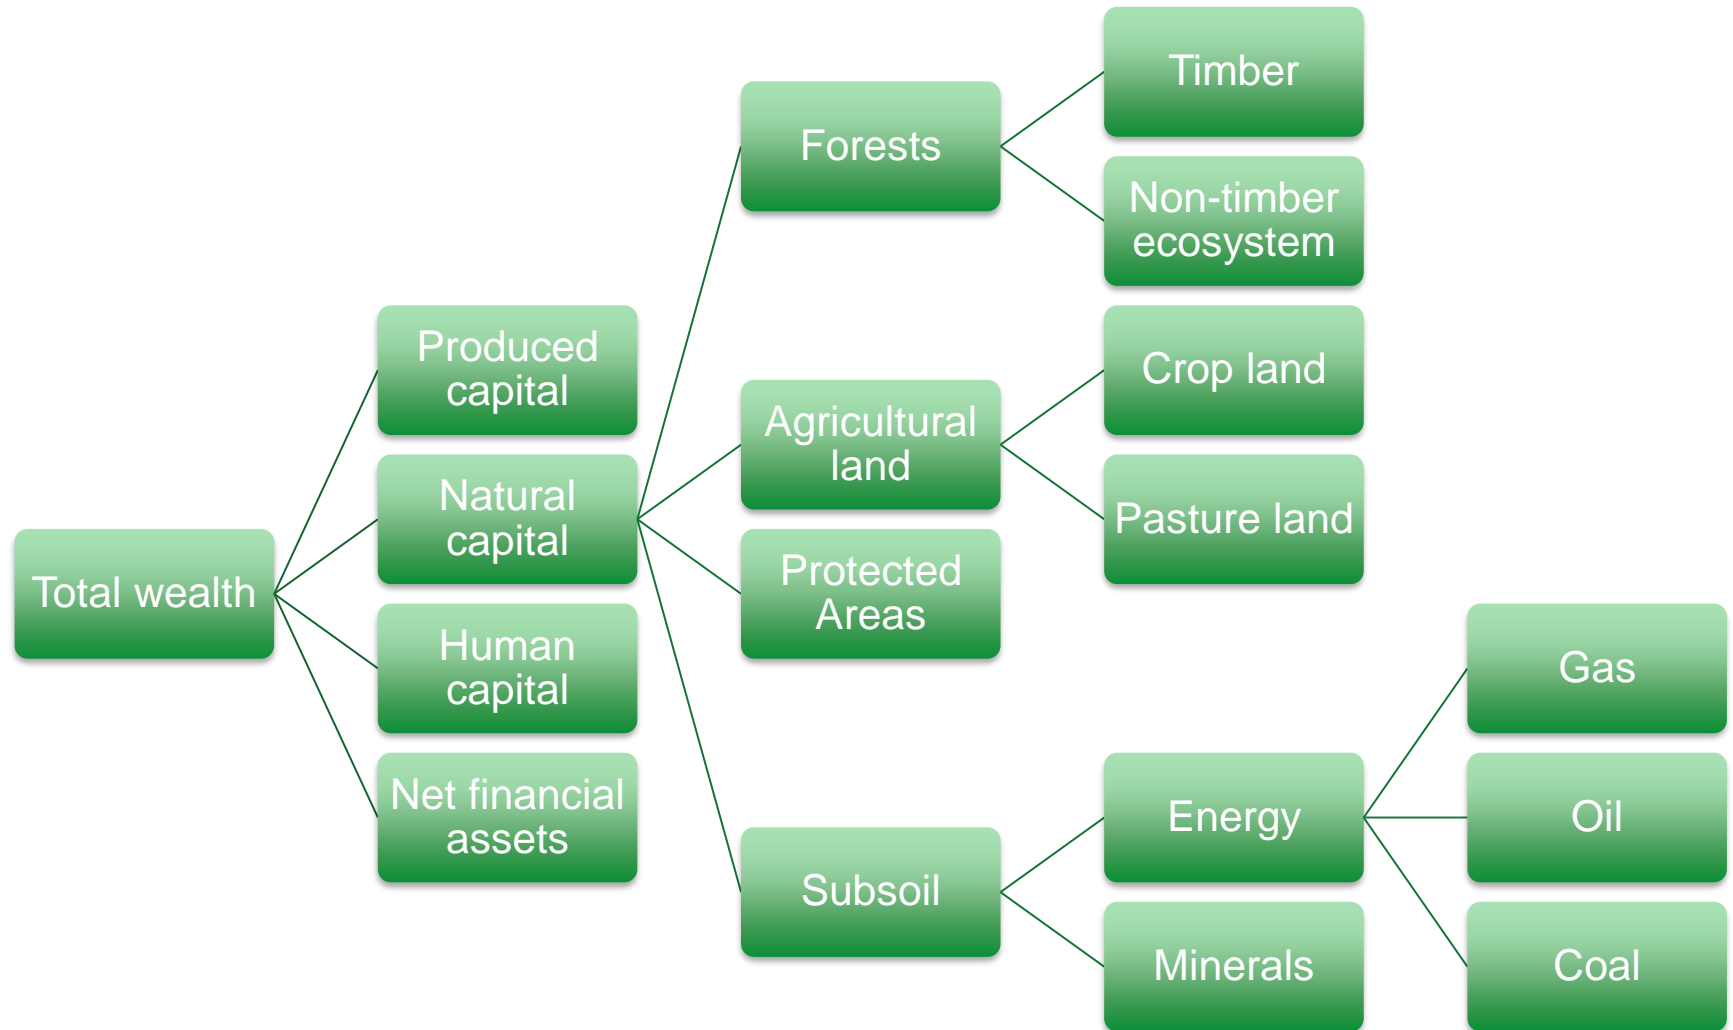 Total wealth
Produced
capital
Natural
capital
Human
capital
Net financial
assets
Forests
Agricultural
land
Protected
Areas
Subsoil
Timber
Non-timber
ecosystem
Crop land
Pasture land
Energy
Minerals
Gas
Oil
Coal